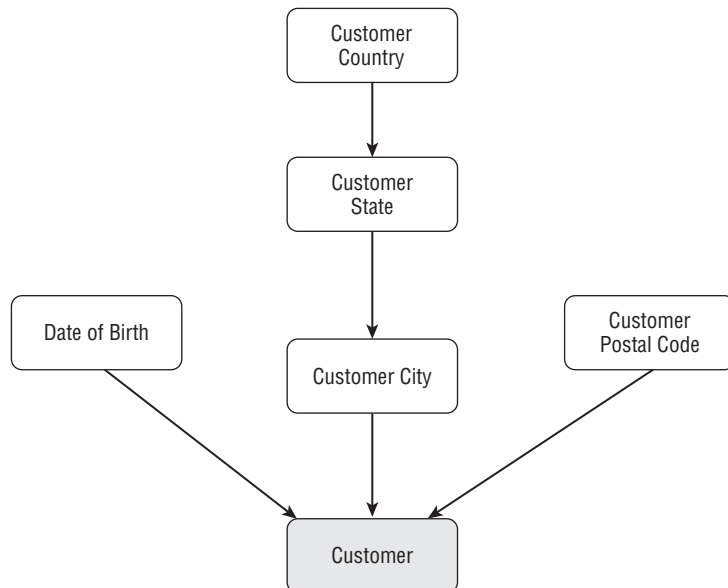 Customer
Country
Customer
State
Date of Birth
Customer City
Customer
Postal Code
Customer